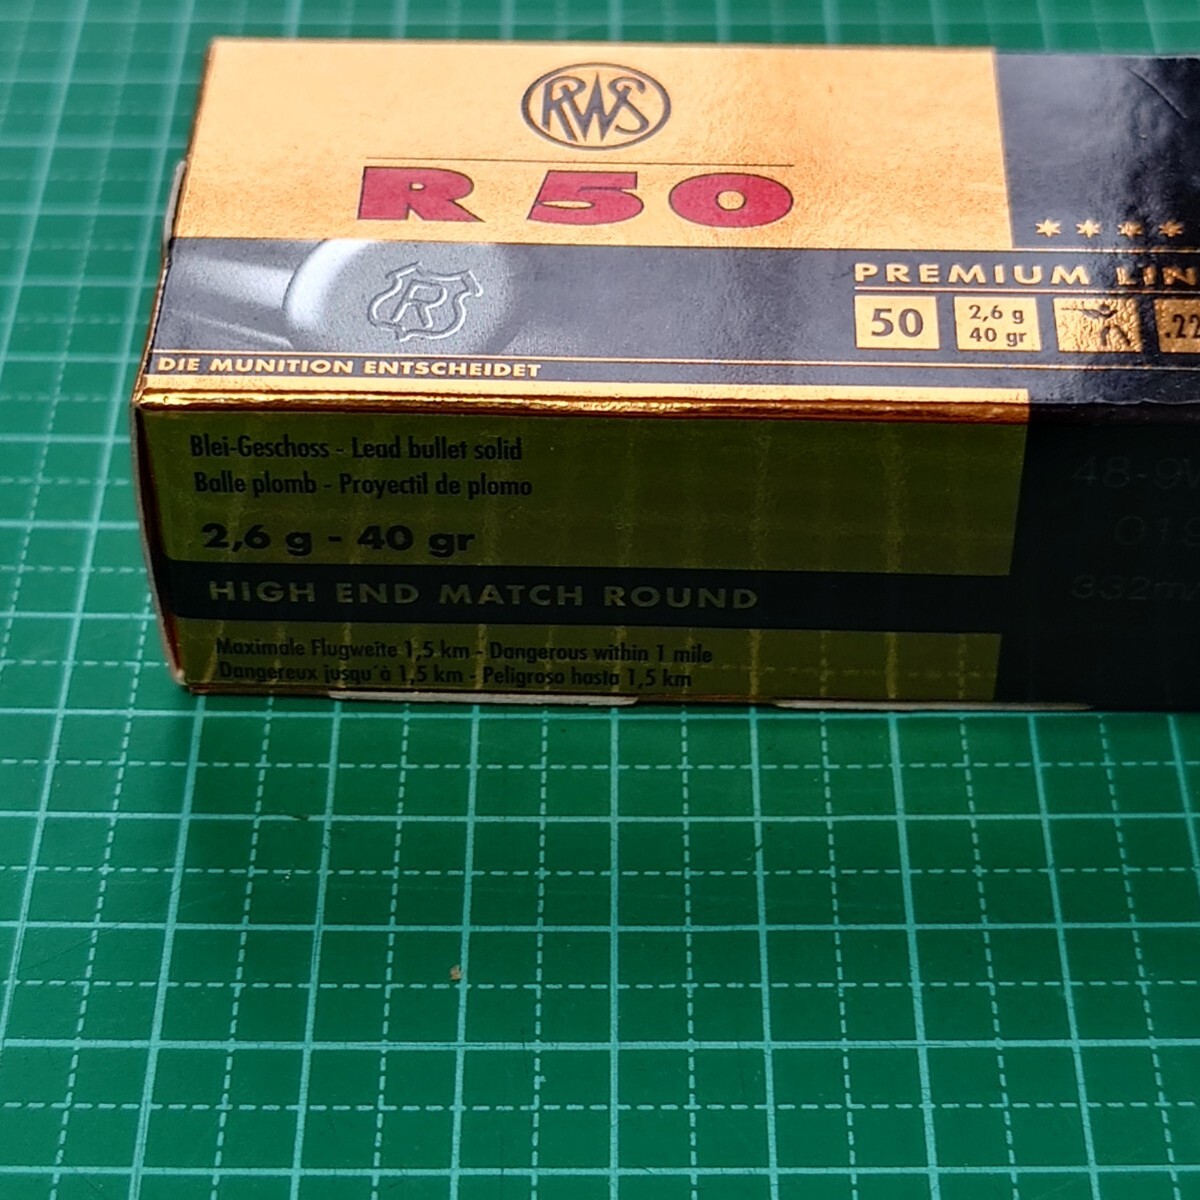 RWS
R 50
★★★★
PREMIUM
50
2,6 g
40 gr
.22
R
DIE MUNITION ENTSCHEIDET
Blei-Geschoss - Lead bullet solid
Balle plomb - Proyectil de plomo
2,6 g - 40 gr
HIGH END MATCH ROUND
Maximale Flugweite 1,5 km - Dangerous within 1 mile
Dangereux jusqu'à 1,5 km - Peligroso hasta 1,5 km